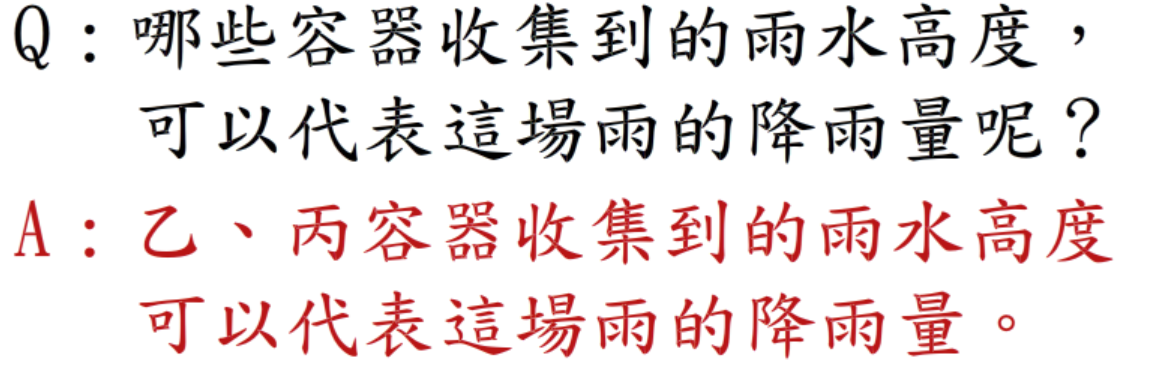 Q：哪些容器收集到的雨水高度，
可以代表這場雨的降雨量呢？
A：乙、丙容器收集到的雨水高度
可以代表這場雨的降雨量。